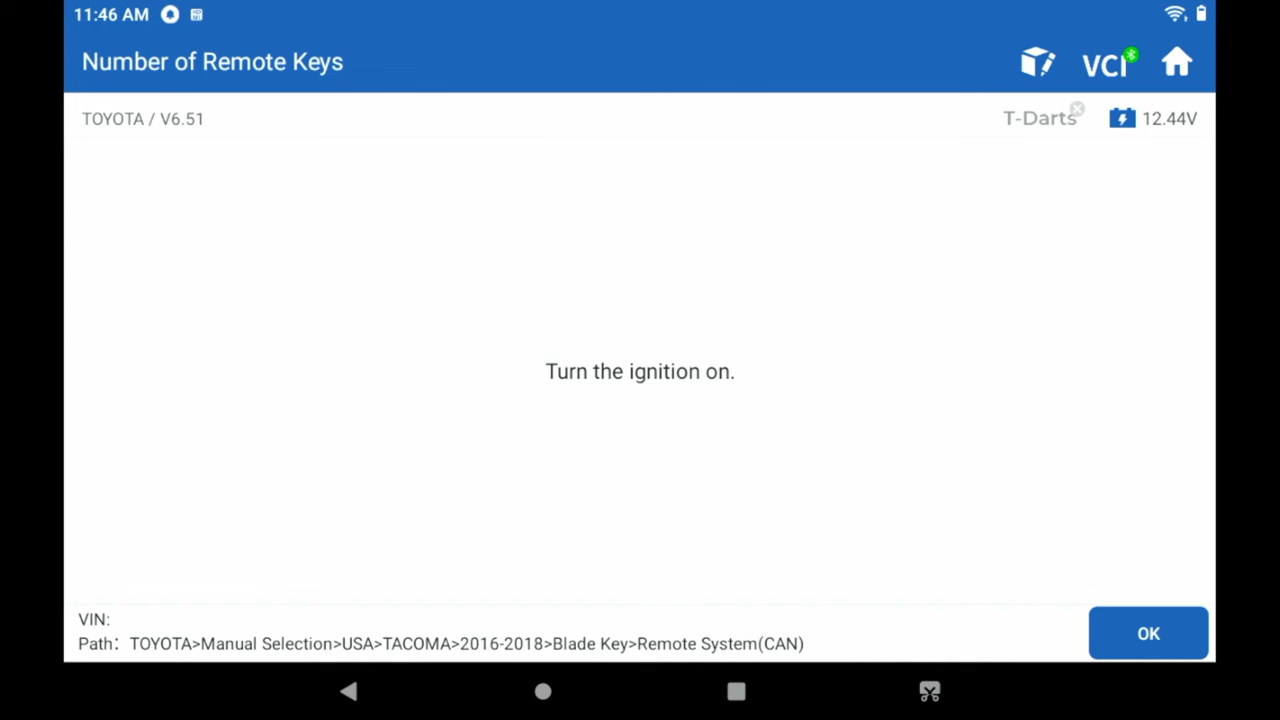 11:46 AM
Number of Remote Keys
VCI
TOYOTA / V6.51
T-Darts
12.44V
Turn the ignition on.
VIN:
Path: TOYOTA>Manual Selection>USA>TACOMA>2016-2018>Blade Key>Remote System(CAN)
OK